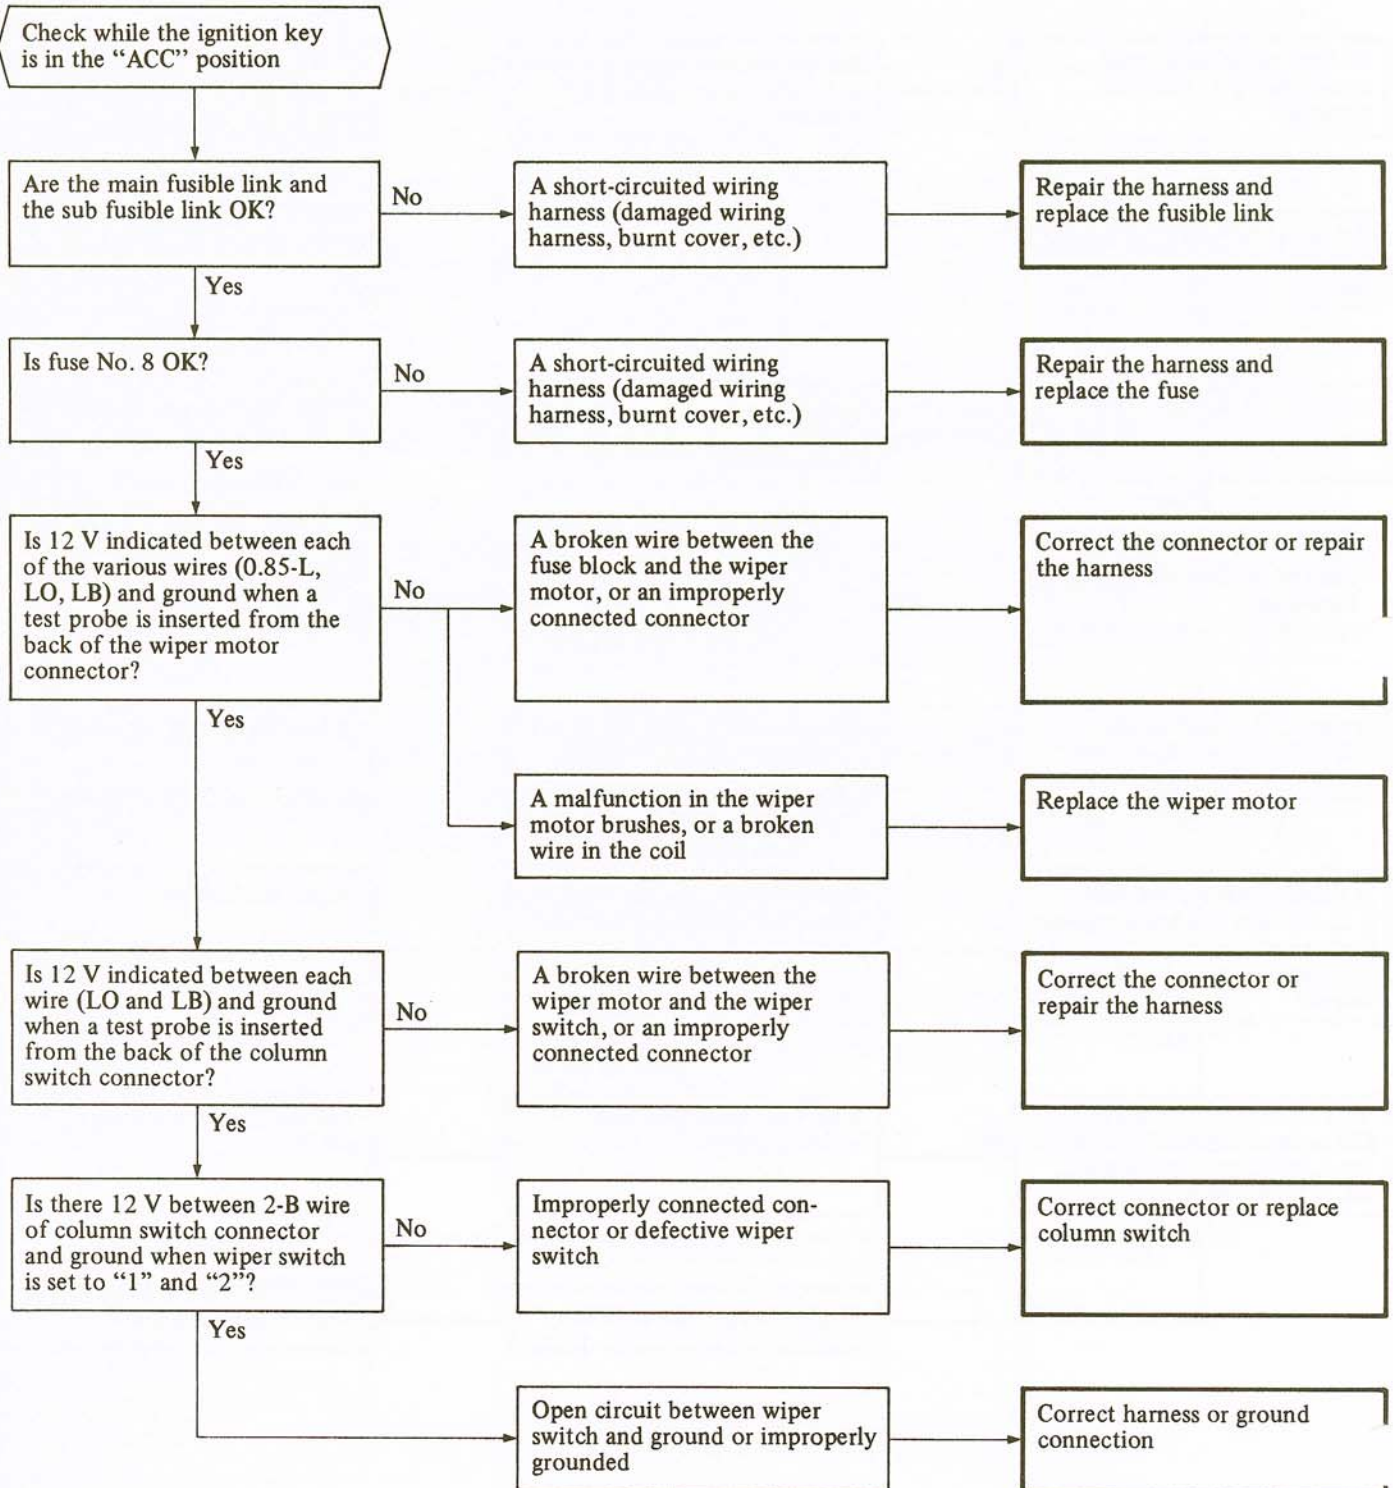 Check while the ignition key
is in the “ACC” position
Are the main fusible link and
the sub fusible link OK?
No
A short-circuited wiring
harness (damaged wiring
harness, burnt cover, etc.)
Repair the harness and
replace the fusible link
Yes
Is fuse No. 8 OK?
No
A short-circuited wiring
harness (damaged wiring
harness, burnt cover, etc.)
Repair the harness and
replace the fuse
Yes
Is 12 V indicated between each
of the various wires (0.85-L,
LO, LB) and ground when a
test probe is inserted from the
back of the wiper motor
connector?
No
A broken wire between the
fuse block and the wiper
motor, or an improperly
connected connector
Correct the connector or repair
the harness
Yes
A malfunction in the wiper
motor brushes, or a broken
wire in the coil
Replace the wiper motor
Is 12 V indicated between each
wire (LO and LB) and ground
when a test probe is inserted
from the back of the column
switch connector?
No
A broken wire between the
wiper motor and the wiper
switch, or an improperly
connected connector
Correct the connector or
repair the harness
Yes
Is there 12 V between 2-B wire
of column switch connector
and ground when wiper switch
is set to “1” and “2”?
No
Improperly connected con-
nector or defective wiper
switch
Correct connector or replace
column switch
Yes
Open circuit between wiper
switch and ground or improperly
grounded
Correct harness or ground
connection